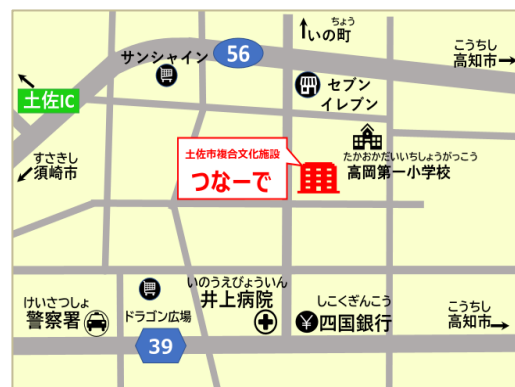 ちょう
いの町
サンシャイン
56
こうちし
高知市
土佐IC
セブン
イレブン
すさきし
須崎市
土佐市複合文化施設
つなーで
たかおかだいいちしょうがっこう
高岡第一小学校
けいさつしょ
警察署
ドラゴン広場
39
いのうえびょういん
井上病院
しこくぎんこう
四国銀行
こうちし
高知市